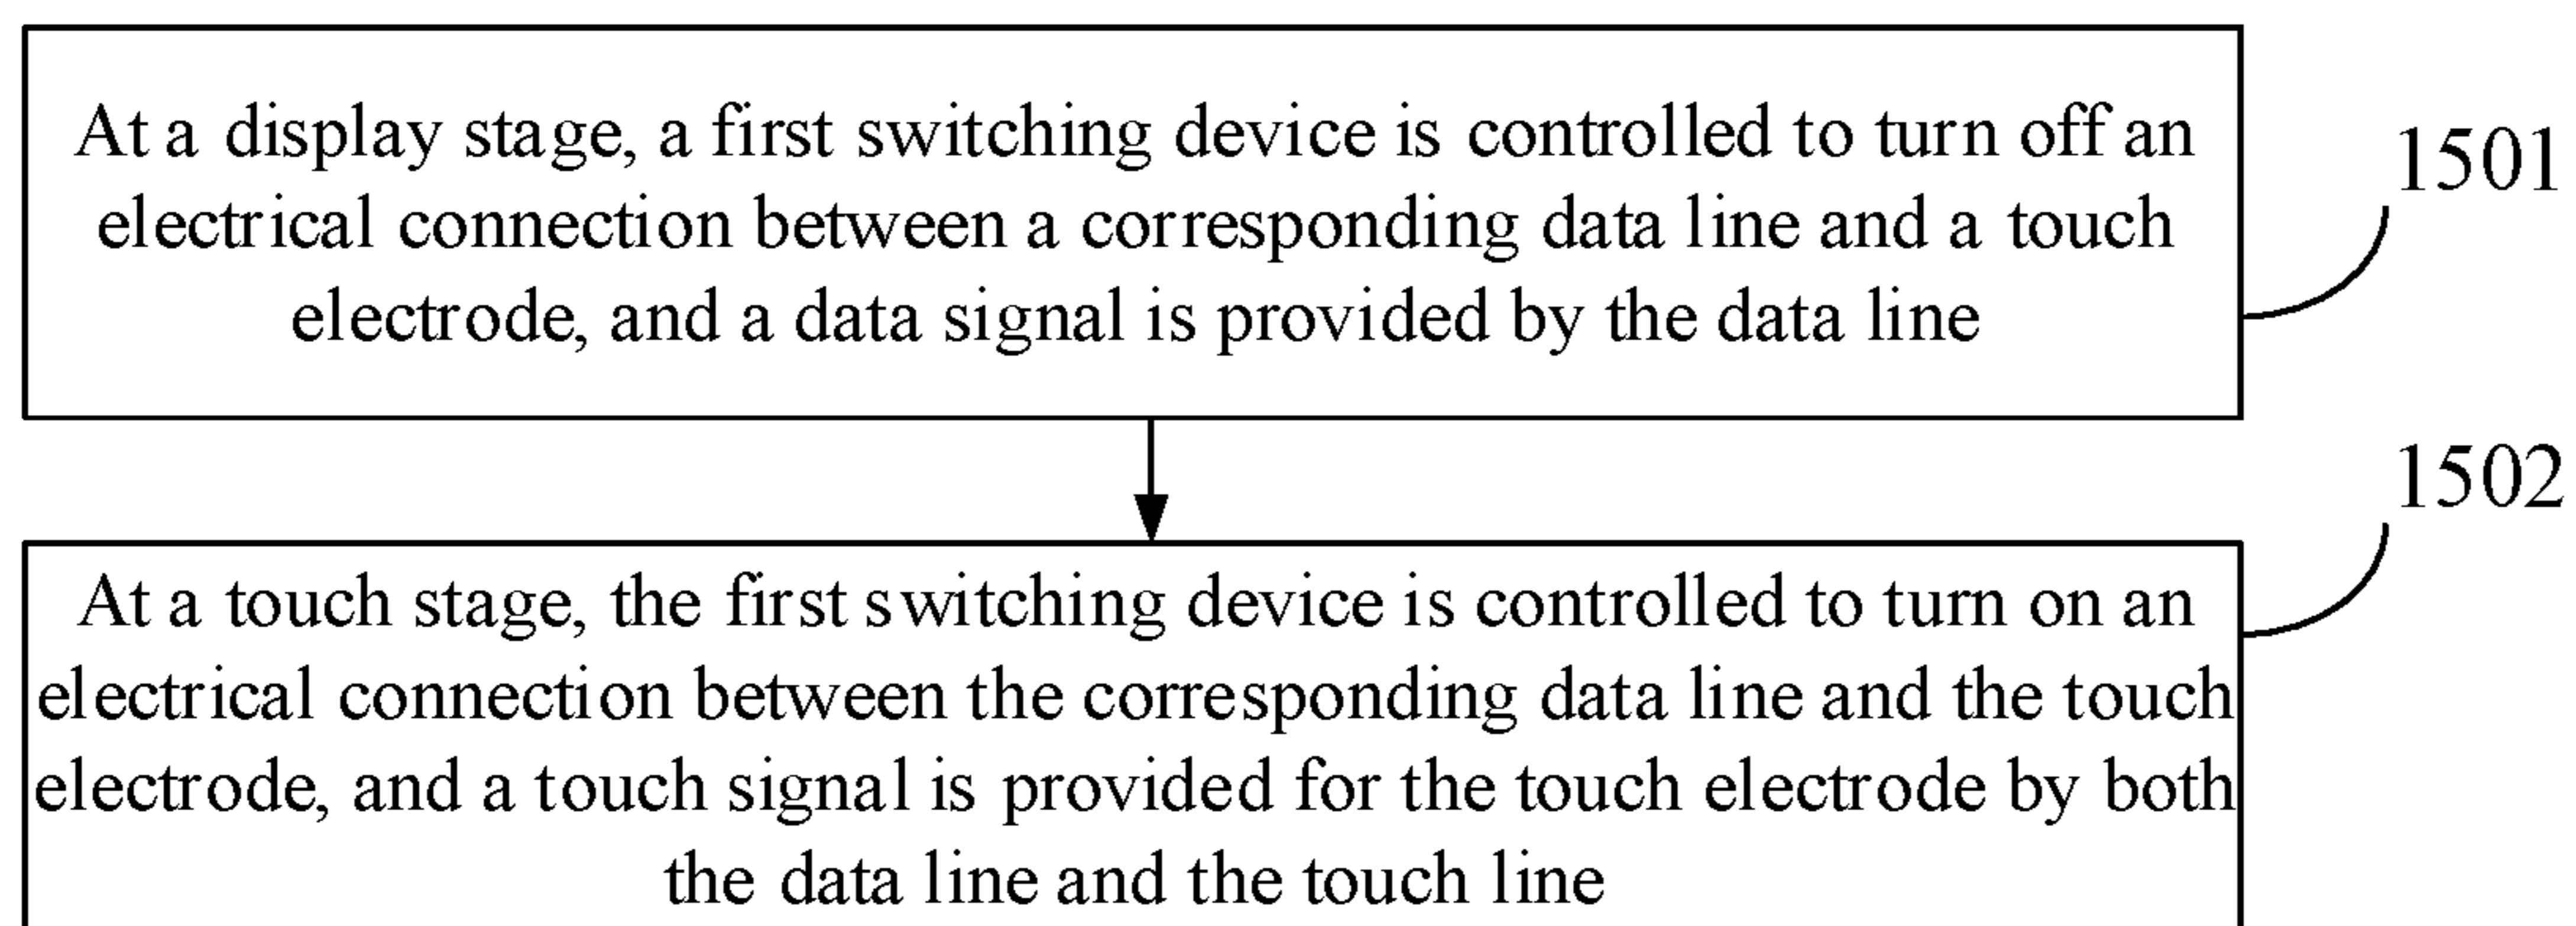 At a display stage, a first switching device is controlled to turn off an
electrical connection between a corresponding data line and a touch
electrode, and a data signal is provided by the data line
1501
At a touch stage, the first switching device is controlled to turn on an
electrical connection between the corresponding data line and the touch
electrode, and a touch signal is provided for the touch electrode by both
the data line and the touch line
1502